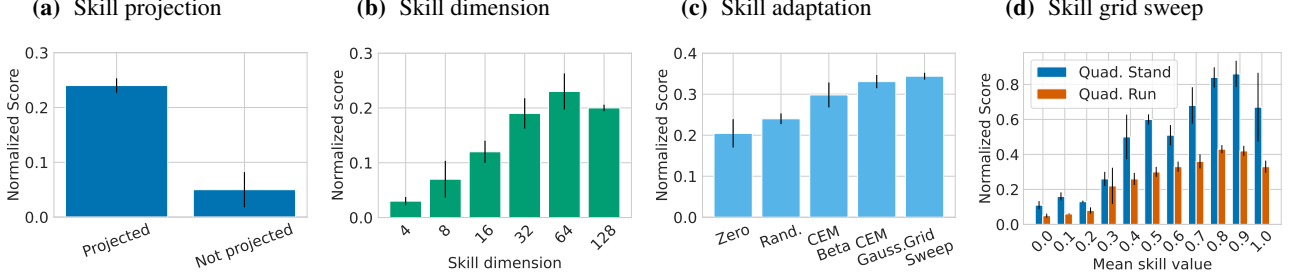 (a) Skill projection
Normalized Score
0.3
0.2
0.1
0.0
Projected
Not projected
(b) Skill dimension
Normalized Score
0.3
0.2
0.1
0.0
4
8
16
32
64
128
Skill dimension
(c) Skill adaptation
Normalized Score
0.4
0.3
0.2
0.1
0.0
Zero
Rand.
CEM
Beta
CEM
Gauss.
Grid
Sweep
(d) Skill grid sweep
Normalized Score
0.8
0.6
0.4
0.2
0.0
Quad. Stand
Quad. Run
0.0
0.1
0.2
0.3
0.4
0.5
0.6
0.7
0.8
0.9
1.0
Mean skill value